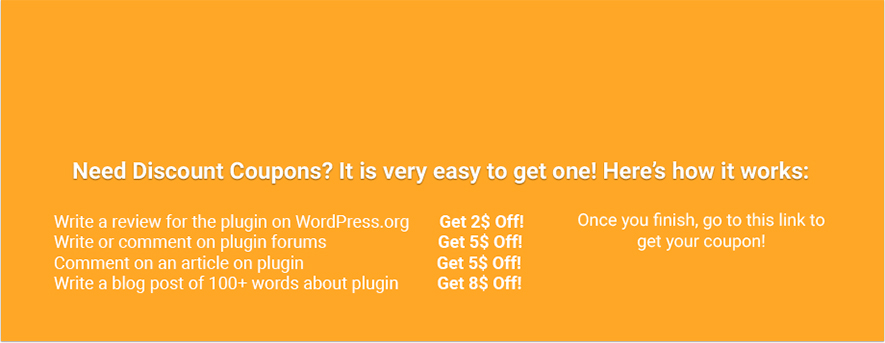 Need Discount Coupons? It is very easy to get one! Here's how it works:
Write a review for the plugin on WordPress.org Get 2$ Off!
Write or comment on plugin forums Get 5$ Off!
Comment on an article on plugin Get 5$ Off!
Write a blog post of 100+ words about plugin Get 8$ Off!
Once you finish, go to this link to
get your coupon!